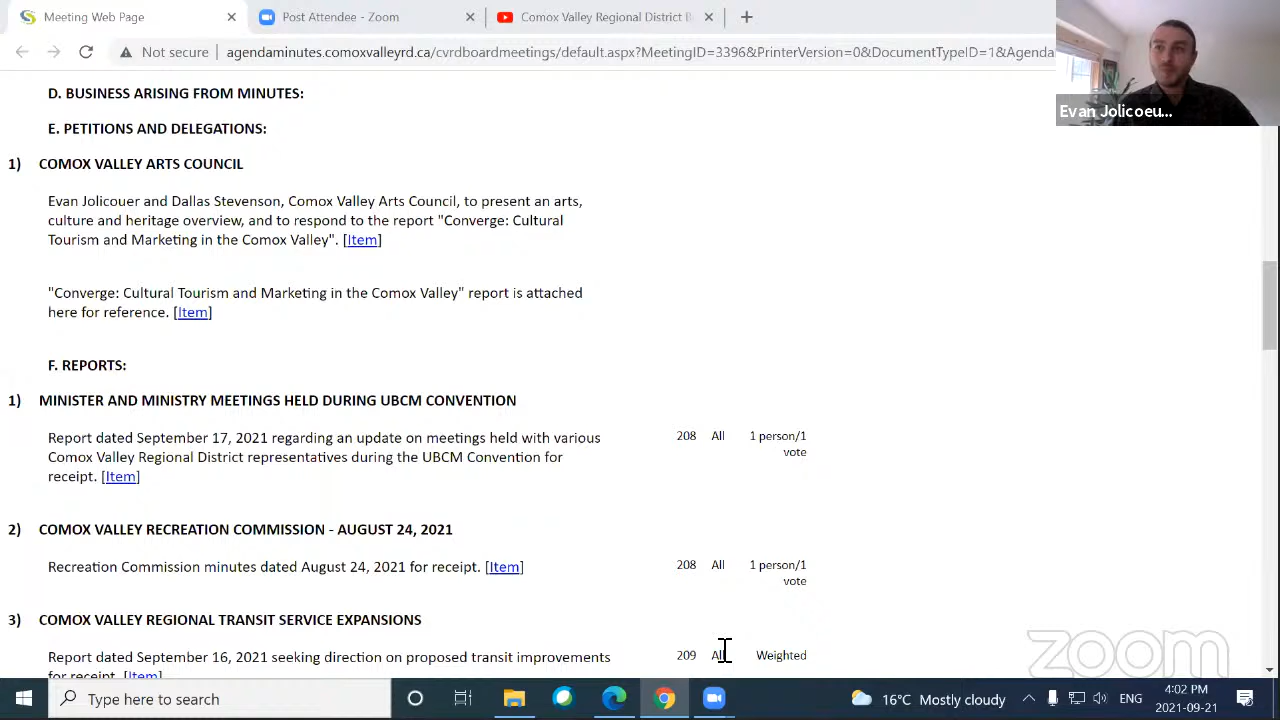 Meeting Web Page
Post Attendee - Zoom
Comox Valley Regional District B
Not secure
agendaminutes.comoxvalleyrd.ca/cvrdboardmeetings/default.aspx?MeetingID=3396&PrinterVersion=0&DocumentTypeID=1&Agenda
Evan Jolicoeu...
D. BUSINESS ARISING FROM MINUTES:
E. PETITIONS AND DELEGATIONS:
1) COMOX VALLEY ARTS COUNCIL
Evan Jolicouer and Dallas Stevenson, Comox Valley Arts Council, to present an arts,
culture and heritage overview, and to respond to the report "Converge: Cultural
Tourism and Marketing in the Comox Valley". [Item]
"Converge: Cultural Tourism and Marketing in the Comox Valley" report is attached
here for reference. [Item]
F. REPORTS:
1) MINISTER AND MINISTRY MEETINGS HELD DURING UBCM CONVENTION
Report dated September 17, 2021 regarding an update on meetings held with various 208 All 1 person/1
Comox Valley Regional District representatives during the UBCM Convention for vote
receipt. [Item]
2) COMOX VALLEY RECREATION COMMISSION - AUGUST 24, 2021
Recreation Commission minutes dated August 24, 2021 for receipt. [Item] 208 All 1 person/1
vote
3) COMOX VALLEY REGIONAL TRANSIT SERVICE EXPANSIONS
Report dated September 16, 2021 seeking direction on proposed transit improvements 209 All Weighted
for receipt. [Item]
zoom
Type here to search
16°C Mostly cloudy
ENG
4:02 PM
2021-09-21